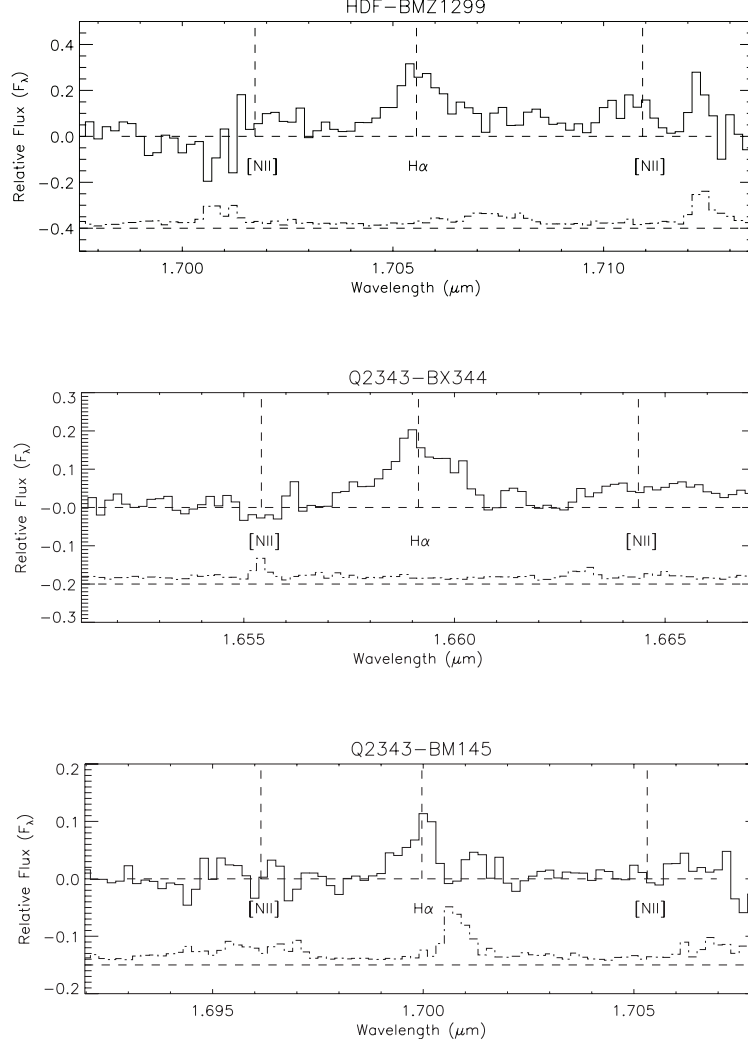 HDF-BMZ1299
Relative Flux (Fλ)
0.4
0.2
0.0
−0.2
−0.4
[NII]
Hα
[NII]
1.700
1.705
1.710
Wavelength (μm)
Q2343-BX344
Relative Flux (Fλ)
0.3
0.2
0.1
−0.0
−0.1
−0.2
−0.3
[NII]
Hα
[NII]
1.655
1.660
1.665
Wavelength (μm)
Q2343-BM145
Relative Flux (Fλ)
0.2
0.1
0.0
−0.1
−0.2
[NII]
Hα
[NII]
1.695
1.700
1.705
Wavelength (μm)